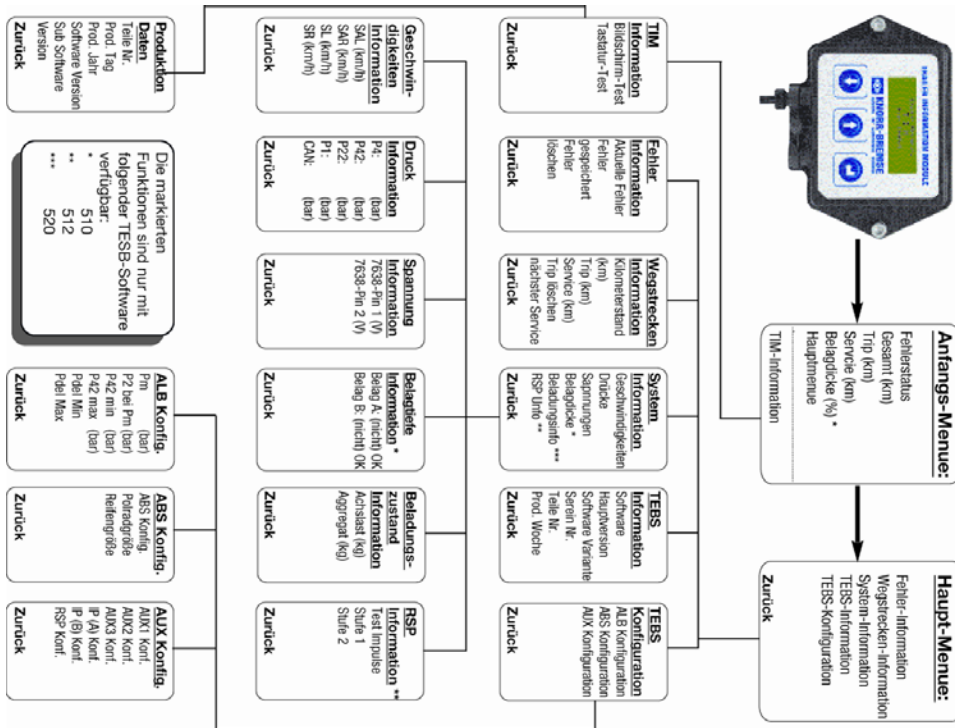 TRAILER INFORMATION MODULE
KNORR-BREMSE
Anfangs-Menue:
Fehlerstatus
Gesamt (km)
Trip (km)
Servcie (km)
Belagdicke (%) *
Hauptmenue
TIM-Information
Haupt-Menue:
Fehler-Information
Wegstrecken-Information
System-Information
TEBS-Information
TEBS-Konfiguration
Zurück
TIM
Information
Bildschirm-Test
Tastatur-Test
Zurück
Fehler
Information
Aktuelle Fehler
Fehler
gespeichert
Fehler
löschen
Zurück
Wegstrecken
Information
Kilometerstand
(km)
Trip (km)
Service (km)
Trip löschen
nächster Service
Zurück
System
Information
Geschwindigkeiten
Drücke
Sapnnungen
Belagdicke *
Beladungsinfo ***
RSP Unfo **
Zurück
TEBS
Information
Software
Hauptversion
Software Variante
Serein Nr.
Teile Nr.
Prod. Woche
Zurück
TEBS
Konfiguration
ALB Konfiguration
ABS Konfiguration
AUX Konfiguration
Zurück
Geschwin-
digkeiten
Information
SAL (km/h)
SAR (km/h)
SL (km/h)
SR (km/h)
Zurück
Druck
Information
P4: (bar)
P42: (bar)
P22: (bar)
P1: (bar)
CAN: (bar)
Zurück
Spannung
Information
7638-Pin 1 (V)
7638-Pin 2 (V)
Zurück
Belagtiefe
Information *
Belag A: (nicht) OK
Belag B: (nicht) OK
Zurück
Beladungs-
zustand
Information
Achslast (kg)
Aggregat (kg)
Zurück
RSP
Information **
Test Impulse
Stufe 1
Stufe 2
Zurück
Produktion
Daten
Teile Nr.
Prod. Tag
Prod. Jahr
Software Version
Sub Software
Version
Zurück
Die markierten
Funktionen sind nur mit
folgender TESB-Software
verfügbar:
* 510
** 512
*** 520
ALB Konfig.
Pm (bar)
P2 bei Pm (bar)
P42 min (bar)
P42 max (bar)
Pdel Min
Pdel Max
Zurück
ABS Konfig.
ABS Konfig.
Polradgröße
Reifengröße
Zurück
AUX Konfig.
AUX1 Konf.
AUX2 Konf.
AUX3 Konf.
IP (A) Konf.
IP (B) Konf.
RSP Konf.
Zurück